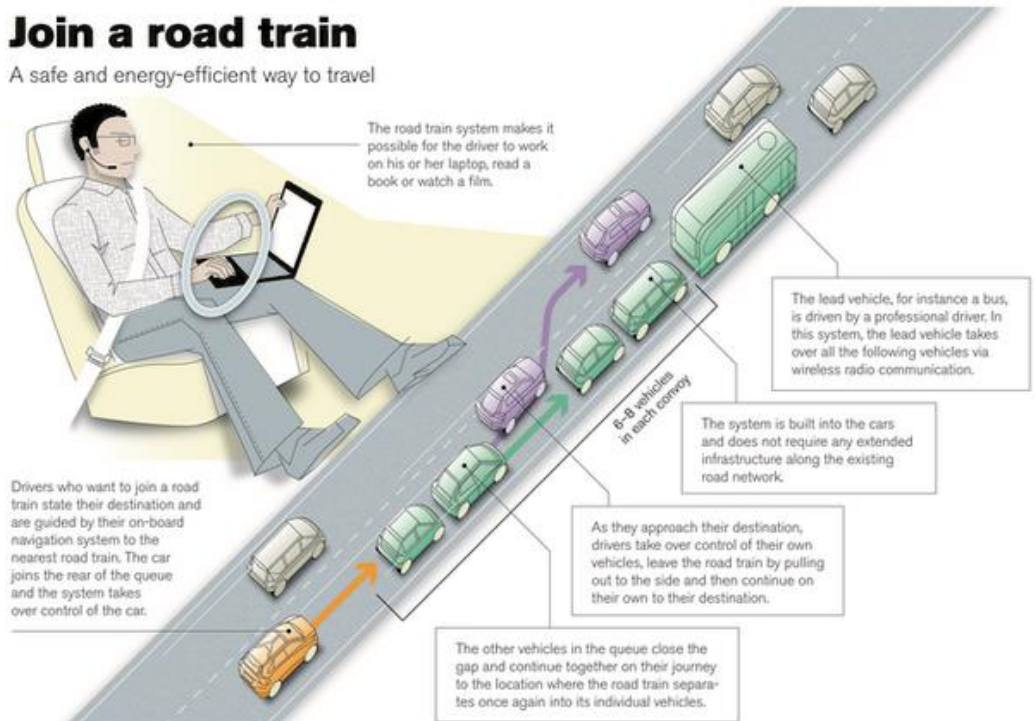 Join a road train
A safe and energy-efficient way to travel
The road train system makes it
possible for the driver to work
on his or her laptop, read a
book or watch a film.
The lead vehicle, for instance a bus,
is driven by a professional driver. In
this system, the lead vehicle takes
over all the following vehicles via
wireless radio communication.
6–8 vehicles
in each convoy
The system is built into the cars
and does not require any extended
infrastructure along the existing
road network.
Drivers who want to join a road
train state their destination and
are guided by their on-board
navigation system to the
nearest road train. The car
joins the rear of the queue
and the system takes
over control of the car.
As they approach their destination,
drivers take over control of their own
vehicles, leave the road train by pulling
out to the side and then continue on
their own to their destination.
The other vehicles in the queue close the
gap and continue together on their journey
to the location where the road train separa-
tes once again into its individual vehicles.